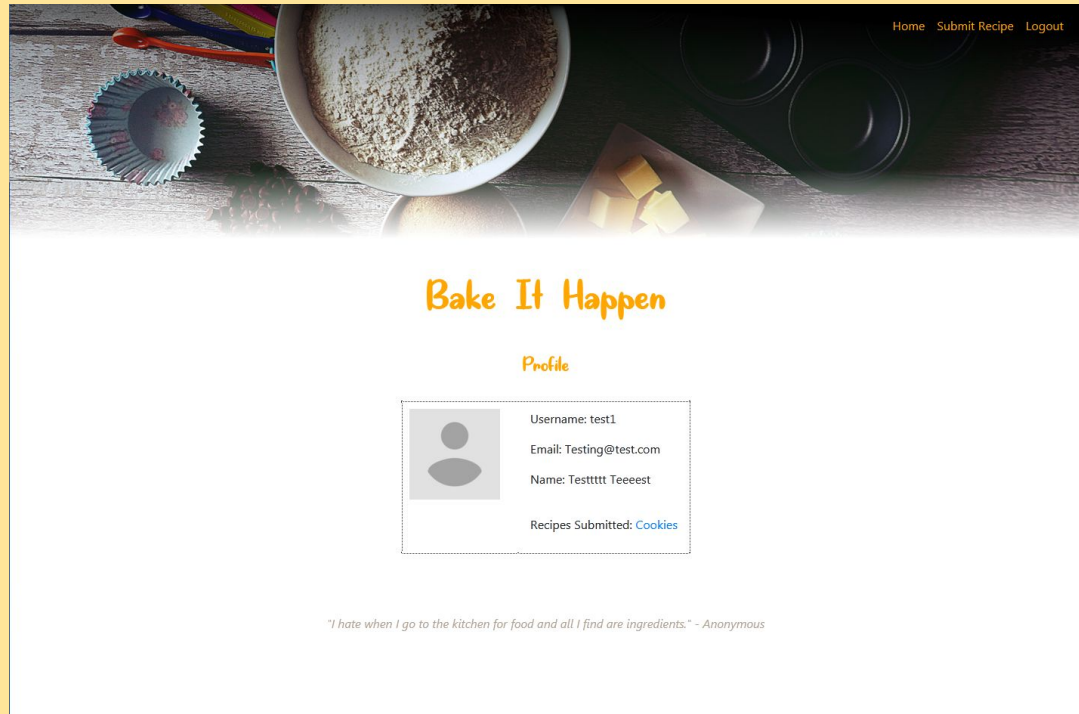 Home Submit Recipe Logout
Bake It Happen
Profile
Username: test1
Email: Testing@test.com
Name: Testtttt Teeeest
Recipes Submitted: Cookies
"I hate when I go to the kitchen for food and all I find are ingredients." - Anonymous